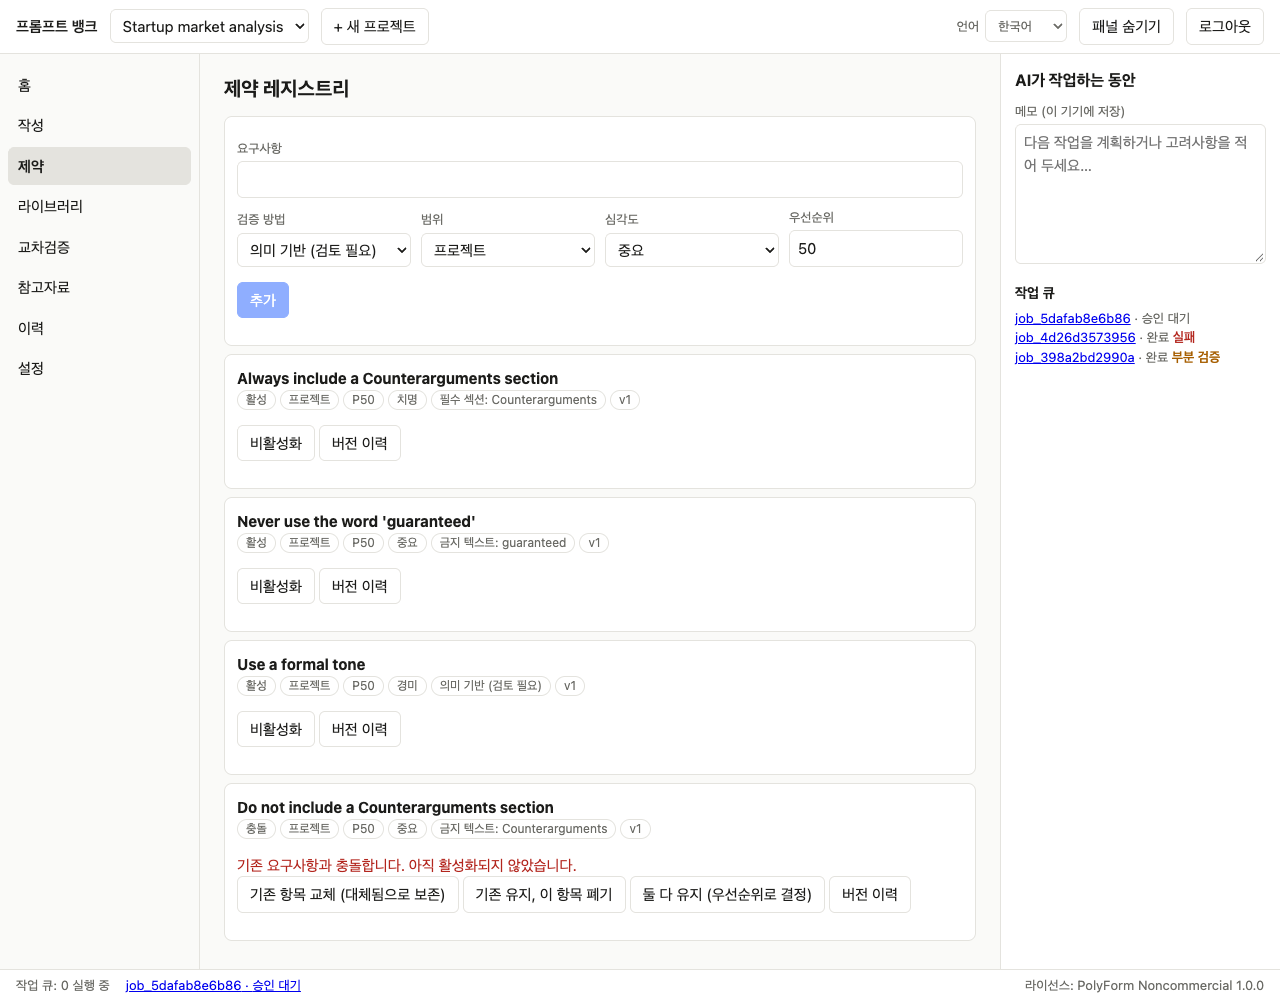 프롬프트 뱅크
Startup market analysis
+ 새 프로젝트
언어
한국어
패널 숨기기
로그아웃
홈
작성
제약
라이브러리
교차검증
참고자료
이력
설정
제약 레지스트리
요구사항
검증 방법
범위
심각도
우선순위
의미 기반 (검토 필요)
프로젝트
중요
50
추가
Always include a Counterarguments section
활성 프로젝트 P50 치명 필수 섹션: Counterarguments v1
비활성화 버전 이력
Never use the word 'guaranteed'
활성 프로젝트 P50 중요 금지 텍스트: guaranteed v1
비활성화 버전 이력
Use a formal tone
활성 프로젝트 P50 경미 의미 기반 (검토 필요) v1
비활성화 버전 이력
Do not include a Counterarguments section
충돌 프로젝트 P50 중요 금지 텍스트: Counterarguments v1
기존 요구사항과 충돌합니다. 아직 활성화되지 않았습니다.
기존 항목 교체 (대체됨으로 보존) 기존 유지, 이 항목 폐기 둘 다 유지 (우선순위로 결정) 버전 이력
AI가 작업하는 동안
메모 (이 기기에 저장)
다음 작업을 계획하거나 고려사항을 적
어 두세요...
작업 큐
job_5dafab8e6b86 · 승인 대기
job_4d26d3573956 · 완료 실패
job_398a2bd2990a · 완료 부분 검증
작업 큐: 0 실행 중
job_5dafab8e6b86 · 승인 대기
라이선스: PolyForm Noncommercial 1.0.0